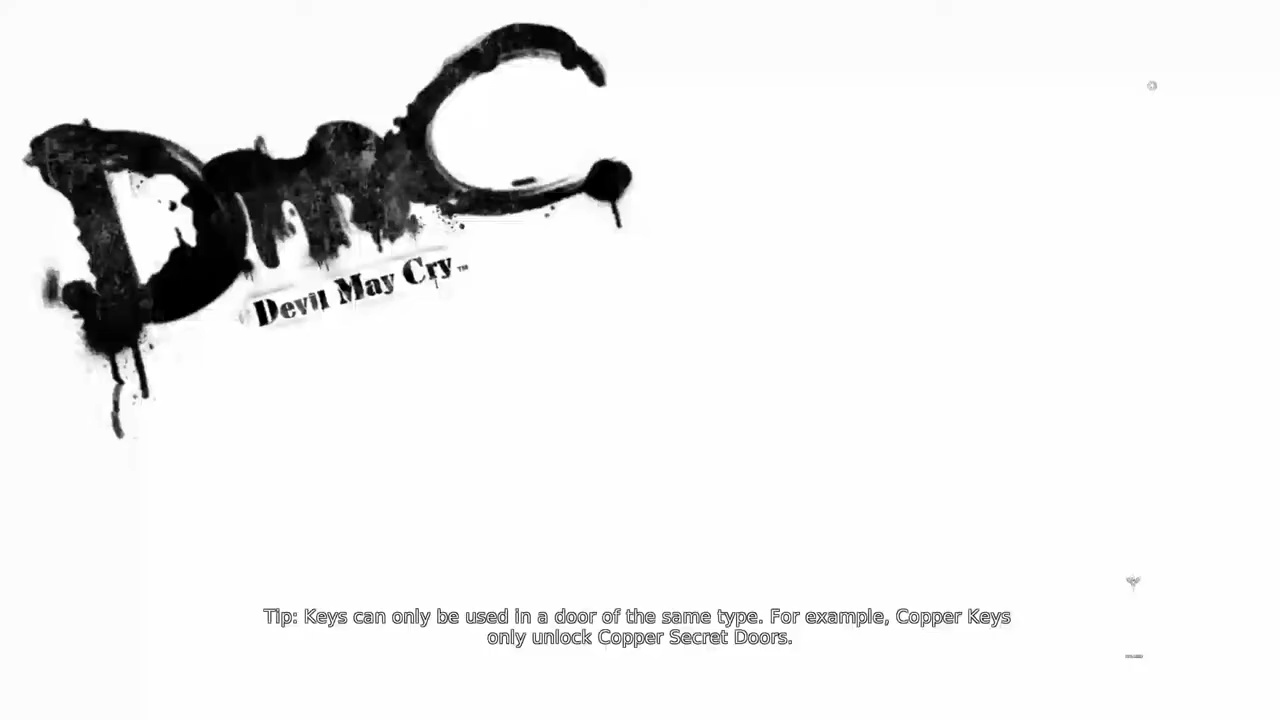 DmC
Devil May Cry™
Tip: Keys can only be used in a door of the same type. For example, Copper Keys
only unlock Copper Secret Doors.